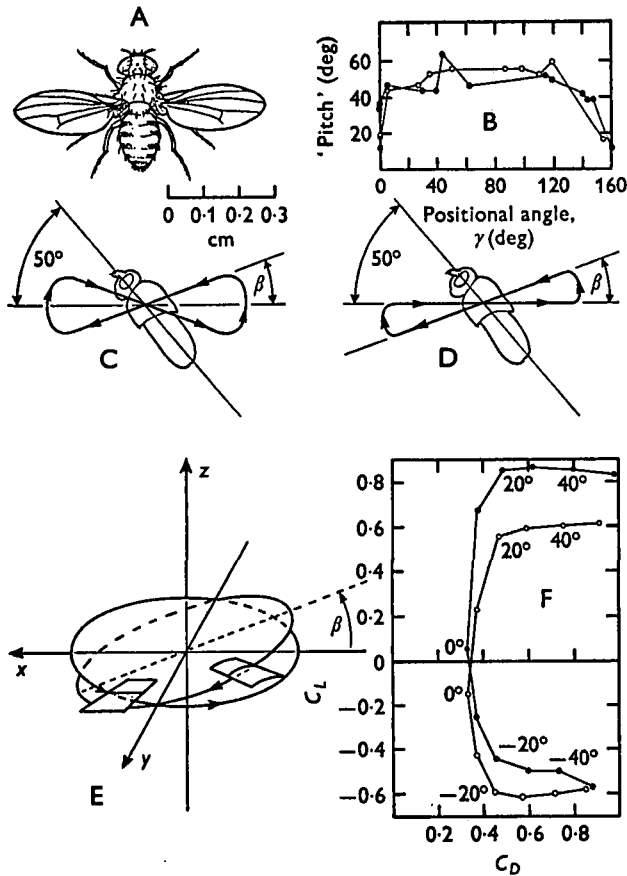 A
0 0·1 0·2 0·3
cm
'Pitch' (deg)
60
40
20
B
0 40 80 120 160
Positional angle,
γ (deg)
50°
β
C
50°
β
D
z
x
y
β
E
C_L
0·8
0·6
0·4
0·2
0
−0·2
−0·4
−0·6
20° 40°
20° 40°
F
0°
0°
−20° −40°
−20°
0·2 0·4 0·6 0·8
C_D